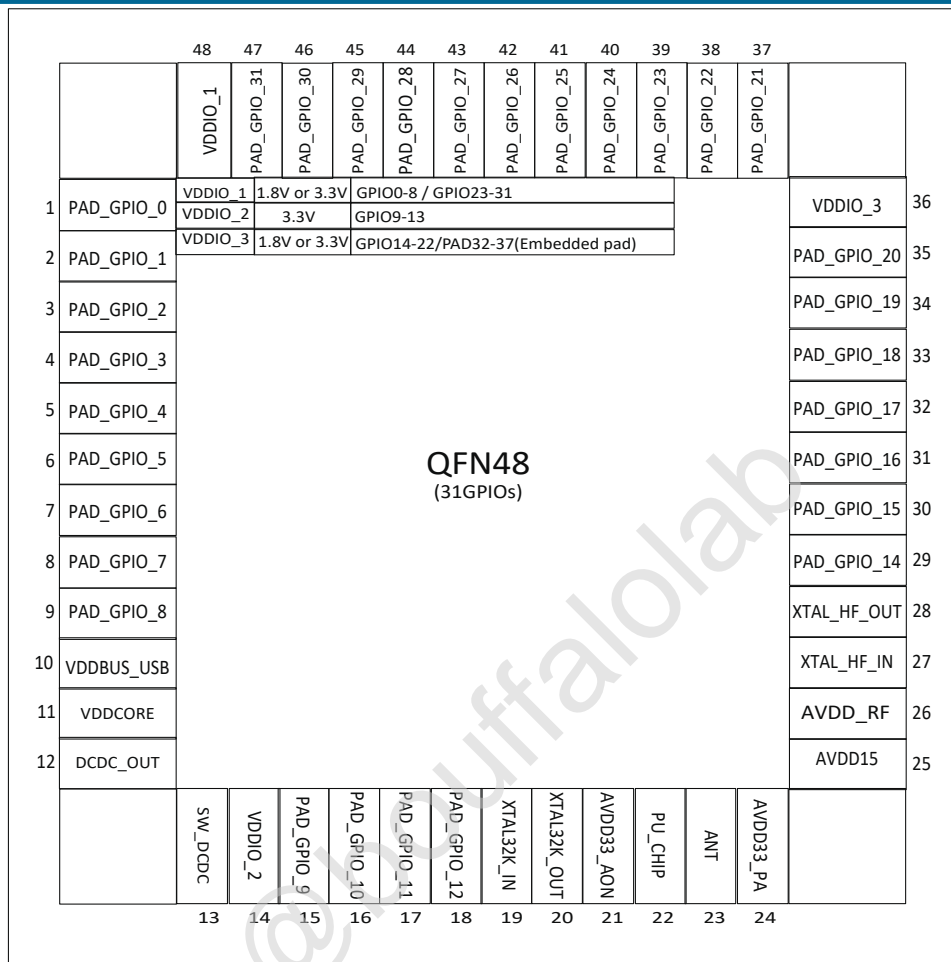 48 47 46 45 44 43 42 41 40 39 38 37
VDDIO_1
PAD_GPIO_31
PAD_GPIO_30
PAD_GPIO_29
PAD_GPIO_28
PAD_GPIO_27
PAD_GPIO_26
PAD_GPIO_25
PAD_GPIO_24
PAD_GPIO_23
PAD_GPIO_22
PAD_GPIO_21
VDDIO_1 1.8V or 3.3V GPIO0-8 / GPIO23-31
VDDIO_2 3.3V GPIO9-13
VDDIO_3 1.8V or 3.3V GPIO14-22/PAD32-37(Embedded pad)
1 PAD_GPIO_0
2 PAD_GPIO_1
3 PAD_GPIO_2
4 PAD_GPIO_3
5 PAD_GPIO_4
6 PAD_GPIO_5
7 PAD_GPIO_6
8 PAD_GPIO_7
9 PAD_GPIO_8
10 VDDBUS_USB
11 VDDCORE
12 DCDC_OUT
QFN48
(31GPIOs)
VDDIO_3 36
PAD_GPIO_20 35
PAD_GPIO_19 34
PAD_GPIO_18 33
PAD_GPIO_17 32
PAD_GPIO_16 31
PAD_GPIO_15 30
PAD_GPIO_14 29
XTAL_HF_OUT 28
XTAL_HF_IN 27
AVDD_RF 26
AVDD15 25
SW_DCDC
VDDIO_2
PAD_GPIO_9
PAD_GPIO_10
PAD_GPIO_11
PAD_GPIO_12
XTAL32K_IN
XTAL32K_OUT
AVDD33_AON
PU_CHIP
ANT
AVDD33_PA
13 14 15 16 17 18 19 20 21 22 23 24
@bouffalolab